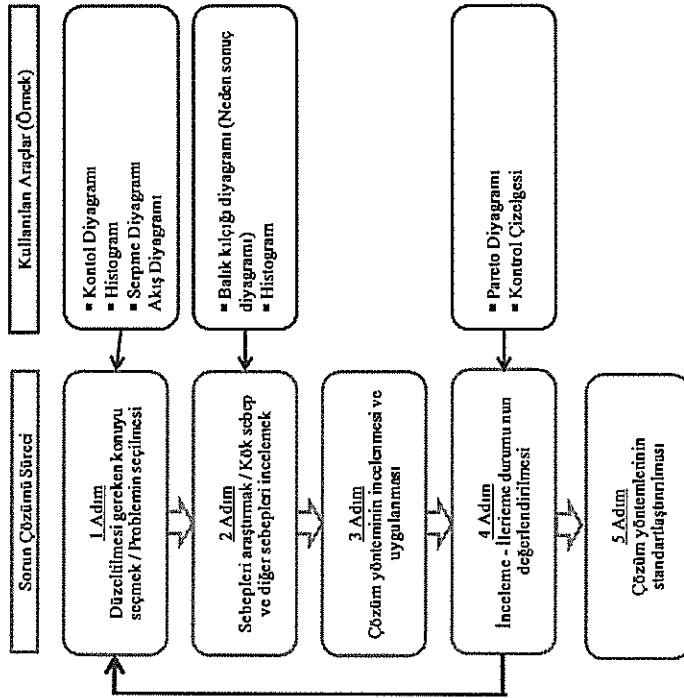 Sorun Çözümü Süreci
Kullanılan Araçlar (Örnek)
1 Adım
Düzeltilmesi gereken konuyu
seçmek / Problemin seçilmesi
■ Kontol Diyagramı
■ Histogramı
■ Serpme Diyagramı
Akış Diyagramı
2 Adım
Sebepleri araştırmak / Kök sebep
ve diğer sebepleri incelemek
■ Balık kılçığı diyagramı (Neden sonuç
diyagramı)
■ Histogram
3 Adım
Çözüm yönteminin incelenmesi ve
uygulanması
4 Adım
İnceleme - İlerleme durumu nun
değerlendirilmesi
■ Pareto Diyagramı
■ Kontrol Çizelgesi
5 Adım
Çözüm yöntemlerinin
standartlaştırılması